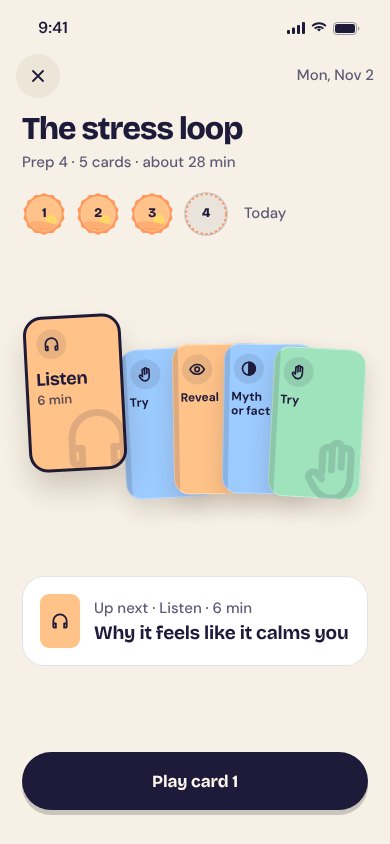 9:41
Mon, Nov 2
The stress loop
Prep 4 · 5 cards · about 28 min
1 2 3 4 Today
Listen
6 min
Try
Reveal
Myth
or fact
Try
Up next · Listen · 6 min
Why it feels like it calms you
Play card 1